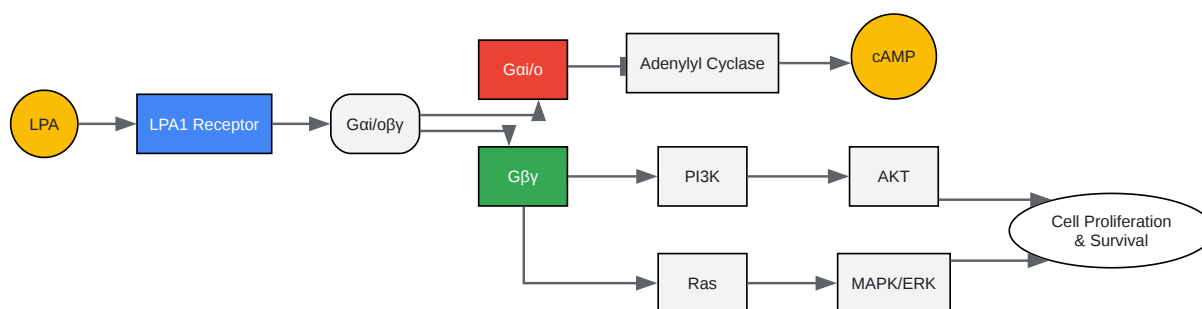 LPA
LPA1 Receptor
Gαi/oβγ
Gαi/o
Adenylyl Cyclase
cAMP
Gβγ
PI3K
AKT
Cell Proliferation
& Survival
Ras
MAPK/ERK